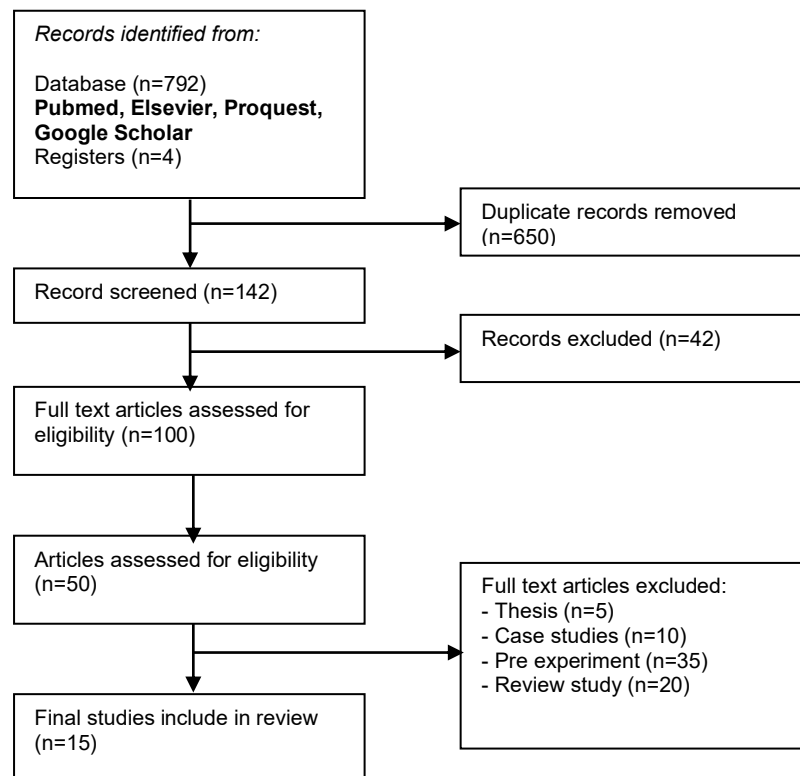 Records identified from:
Database (n=792)
Pubmed, Elsevier, Proquest,
Google Scholar
Registers (n=4)
Duplicate records removed
(n=650)
Record screened (n=142)
Records excluded (n=42)
Full text articles assessed for
eligibility (n=100)
Articles assessed for eligibility
(n=50)
Full text articles excluded:
- Thesis (n=5)
- Case studies (n=10)
- Pre experiment (n=35)
- Review study (n=20)
Final studies include in review
(n=15)